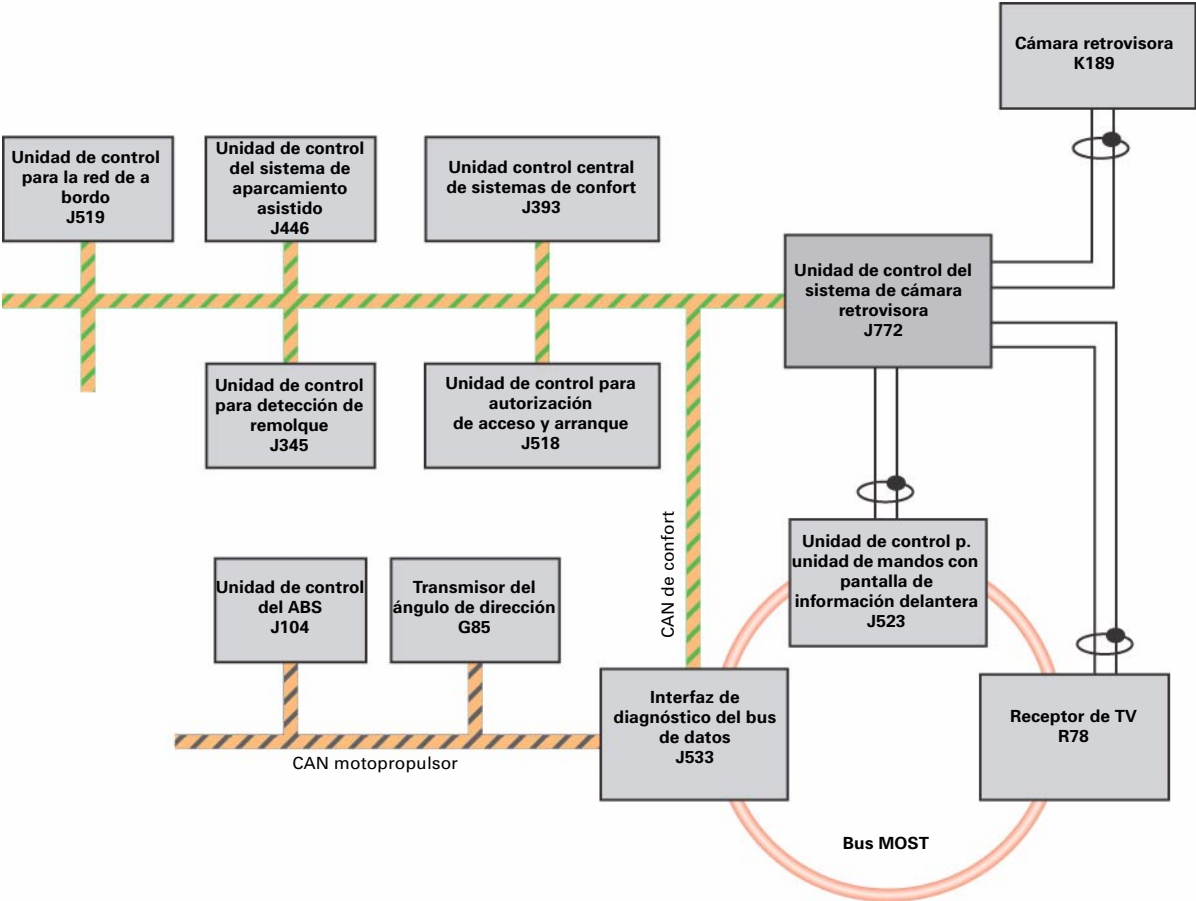 Cámara retrovisora
K189
Unidad de control
para la red de a
bordo
J519
Unidad de control
del sistema de
aparcamiento
asistido
J446
Unidad control central
de sistemas de confort
J393
Unidad de control del
sistema de cámara
retrovisora
J772
Unidad de control
para detección de
remolque
J345
Unidad de control para
autorización
de acceso y arranque
J518
CAN de confort
Unidad de control p.
unidad de mandos con
pantalla de
información delantera
J523
Unidad de control
del ABS
J104
Transmisor del
ángulo de dirección
G85
Interfaz de
diagnóstico del bus
de datos
J533
Receptor de TV
R78
CAN motopropulsor
Bus MOST